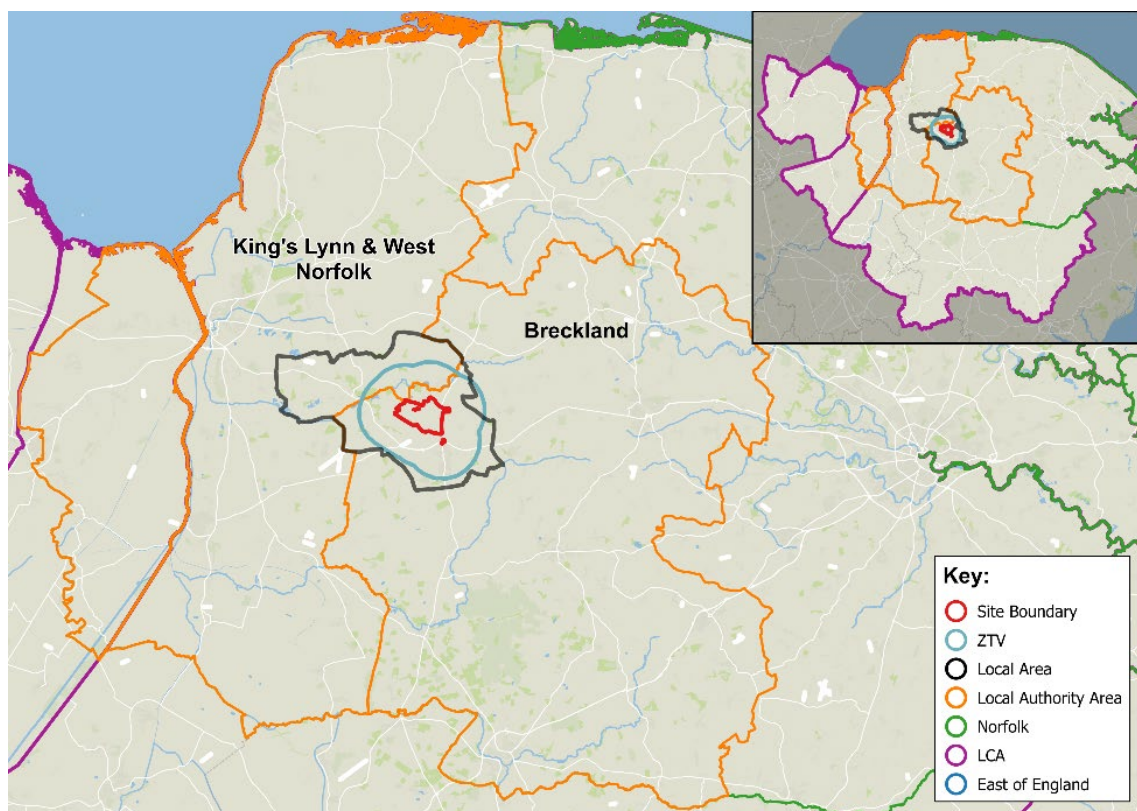 King's Lynn & West
Norfolk
Breckland
Key:
Site Boundary
ZTV
Local Area
Local Authority Area
Norfolk
LCA
East of England